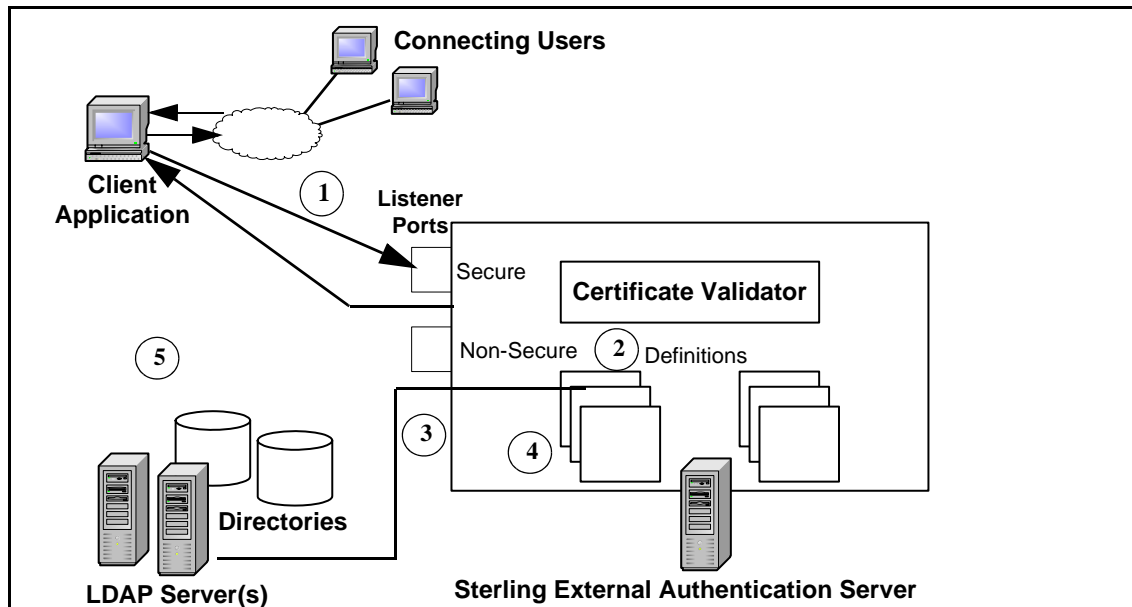 Connecting Users
Client
Application
1
Listener
Ports
Secure
Certificate Validator
Non-Secure
2
Definitions
5
3
4
Directories
LDAP Server(s)
Sterling External Authentication Server